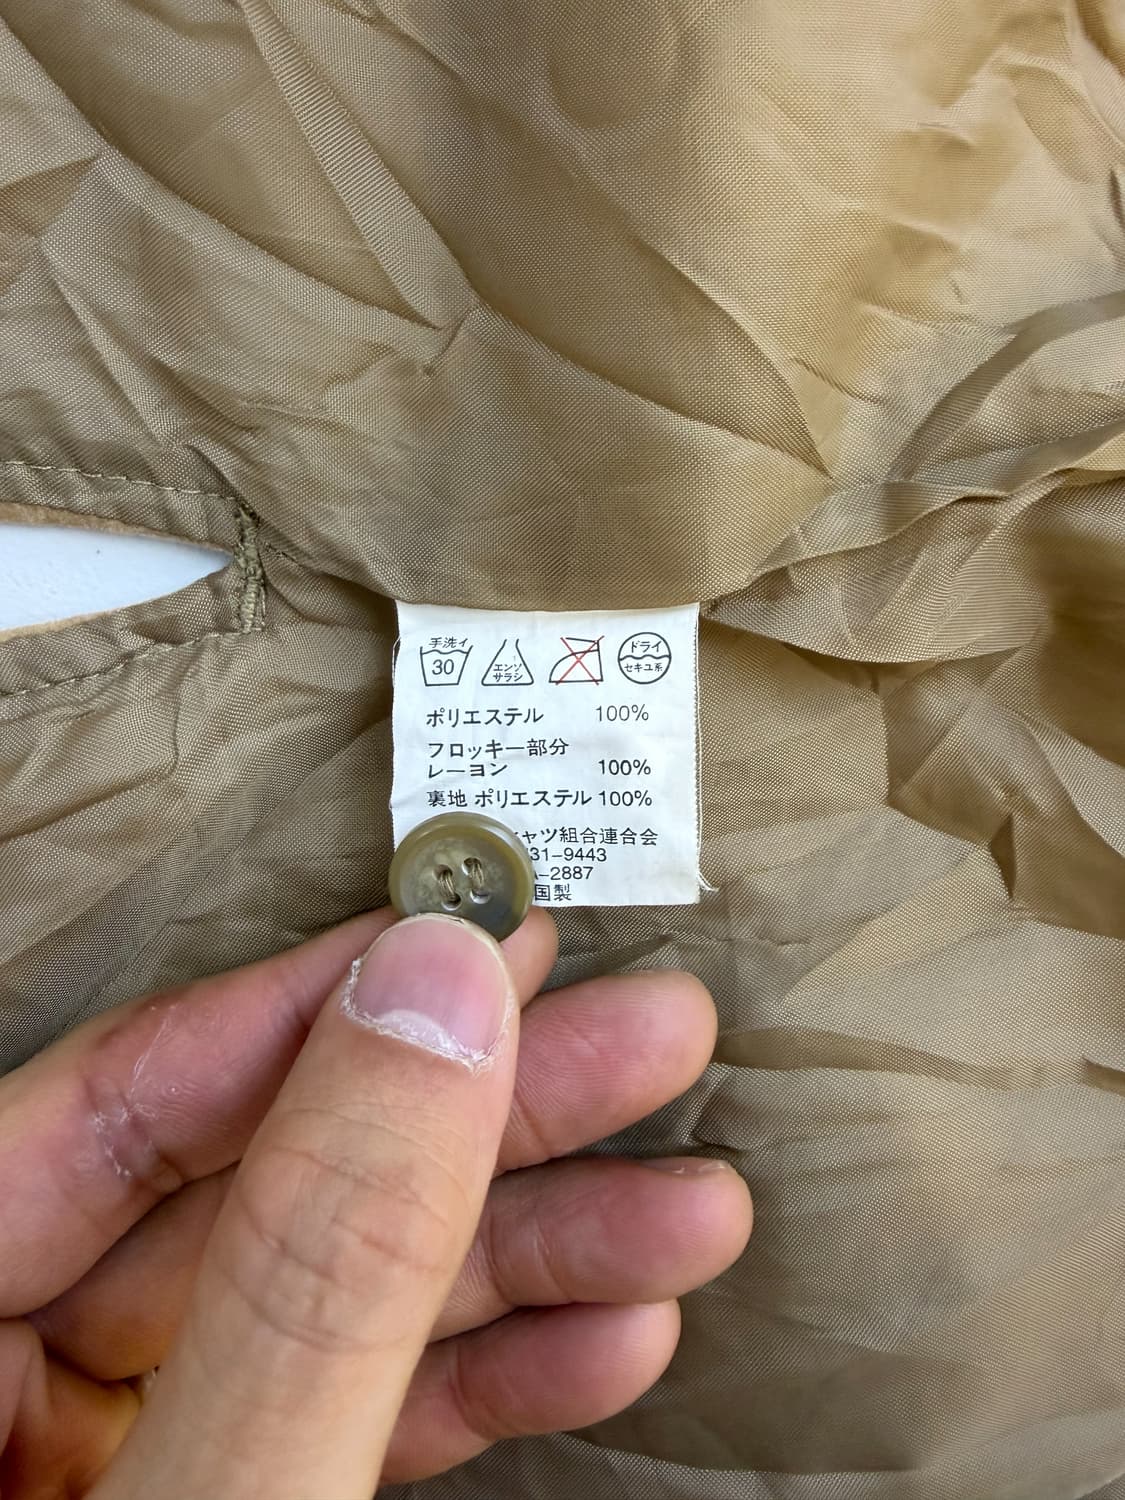 手洗イ
30
エンソ
サラシ
ドライ
セキユ系
ポリエステル 100%
フロッキー部分
レーヨン 100%
裏地 ポリエステル 100%
ャツ組合連合会
31-9443
-2887
国製